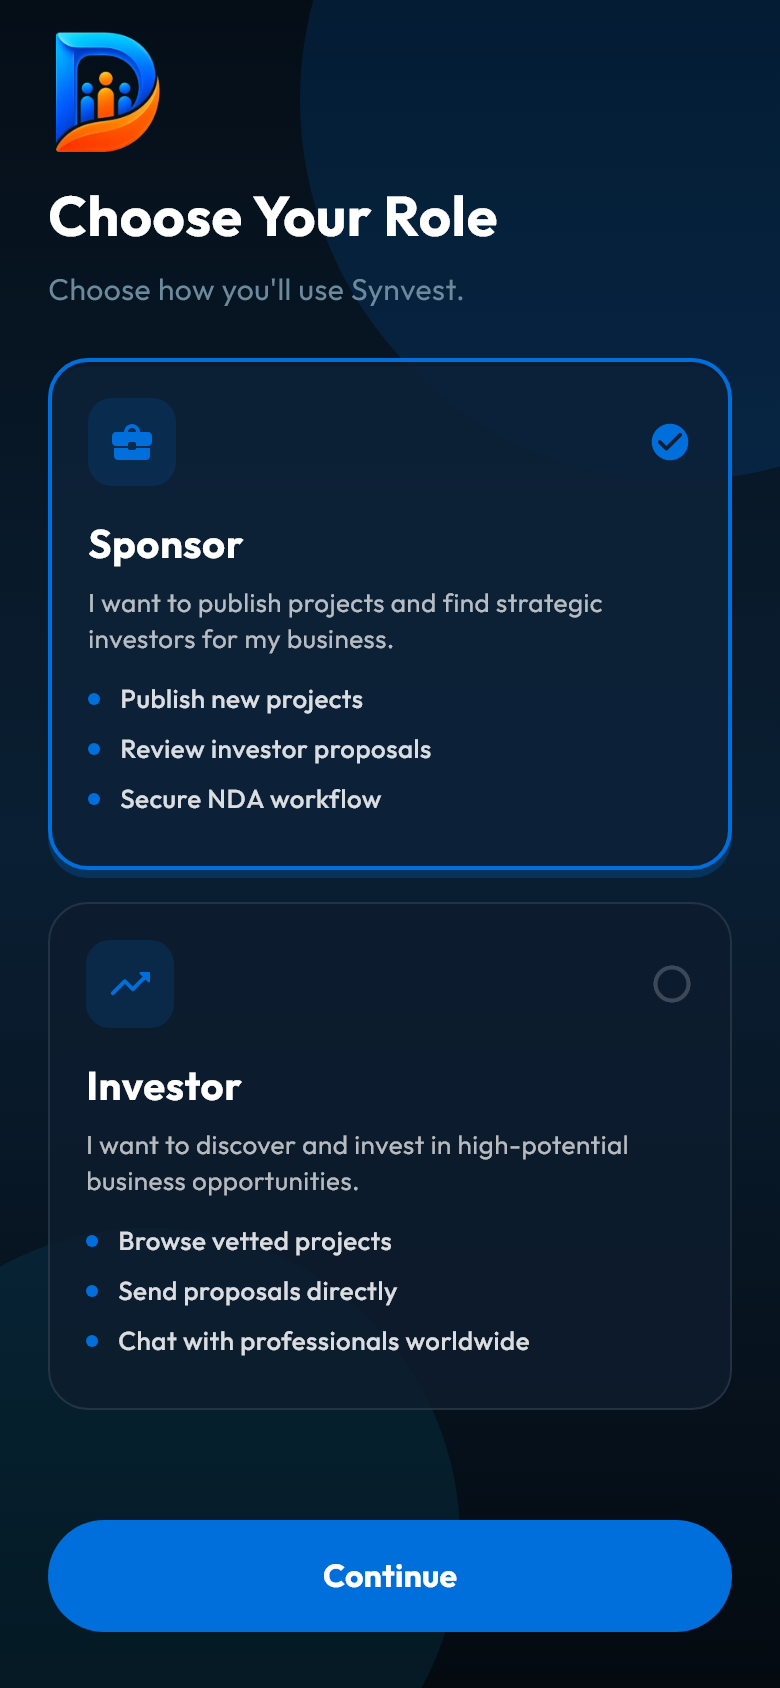 Choose Your Role
Choose how you'll use Synvest.
Sponsor
I want to publish projects and find strategic
investors for my business.
Publish new projects
Review investor proposals
Secure NDA workflow
Investor
I want to discover and invest in high-potential
business opportunities.
Browse vetted projects
Send proposals directly
Chat with professionals worldwide
Continue